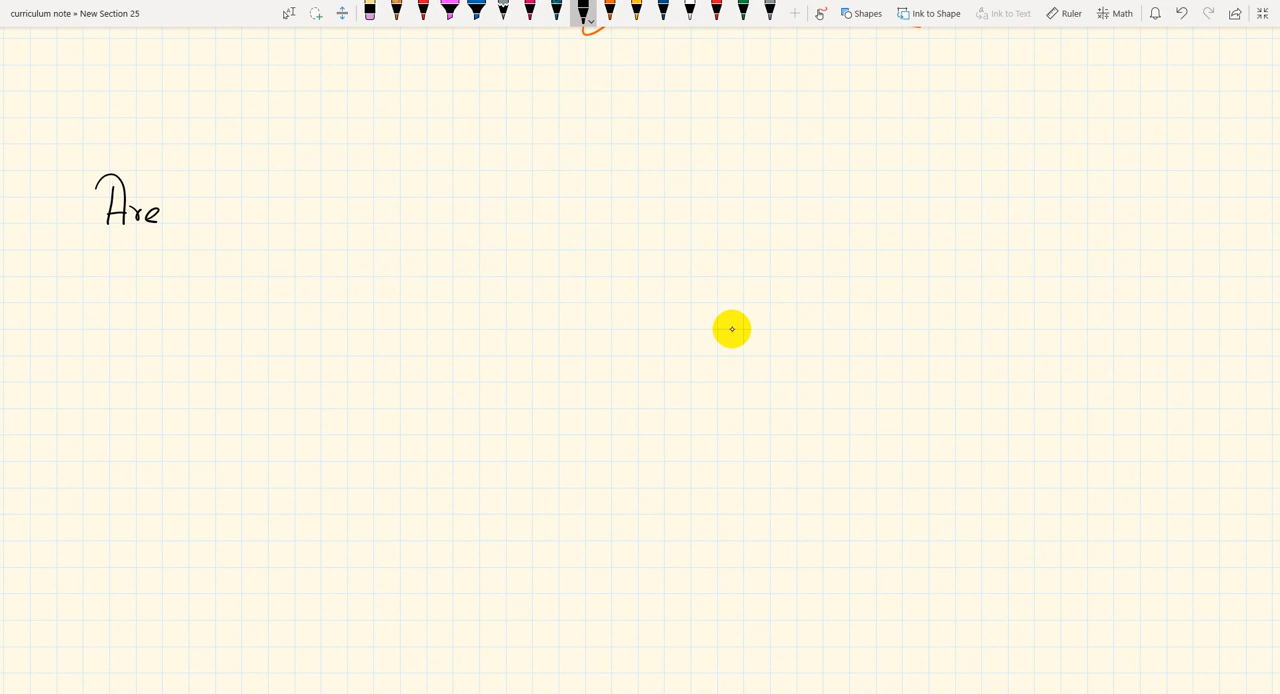 curriculum note » New Section 25
Shapes
Ink to Shape
Ink to Text
Ruler
Math
Are